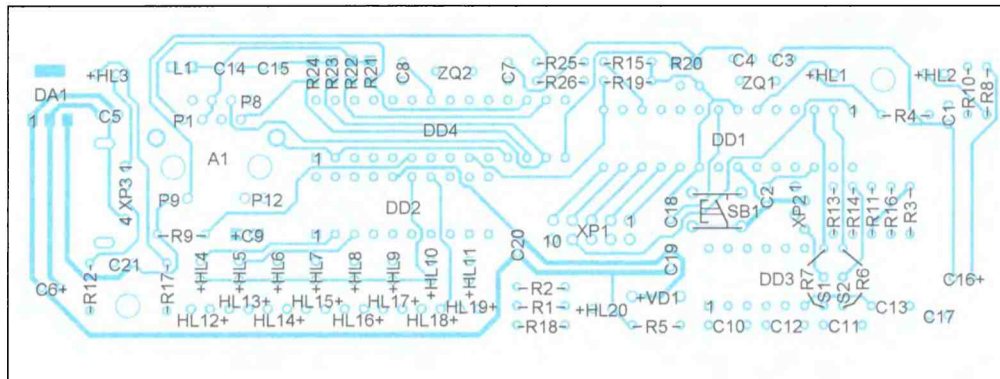 +HL3 L1 C14 C15 R24 R23 R22 R21 C8 ZQ2 C7 R25 R15 R20 C4 C3 +HL1 +HL2 R10 R8
R26 R19 ZQ1
DA1
1 C5 P1 P8 DD4 DD1 1 R4 C1
A1
4 XP3 1 P9 P12 1 DD2 C18 SB1 C2 XP2 1 R13 R14 R11 R16 R3
R9 +C9 1 10 XP1 1
C21 C20 C19
C6+ R12 R17 +HL4 +HL5 +HL6 +HL7 +HL8 +HL9 +HL10 +HL11 DD3 R7 S1 S2 R6 C16+
R2
HL13+ HL15+ HL17+ HL19+ R1 +VD1 1 C13
HL12+ HL14+ HL16+ HL18+ +HL20 C17
R18 R5 C10 C12 C11